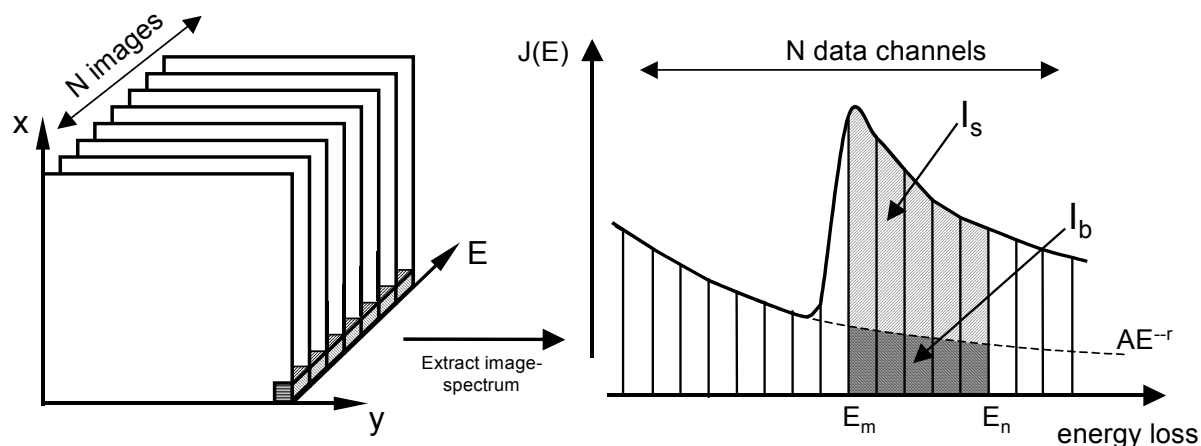 N images
x
E
y
Extract image-
spectrum
J(E)
N data channels
I_s
I_b
AE^--r
E_m
E_n
energy loss